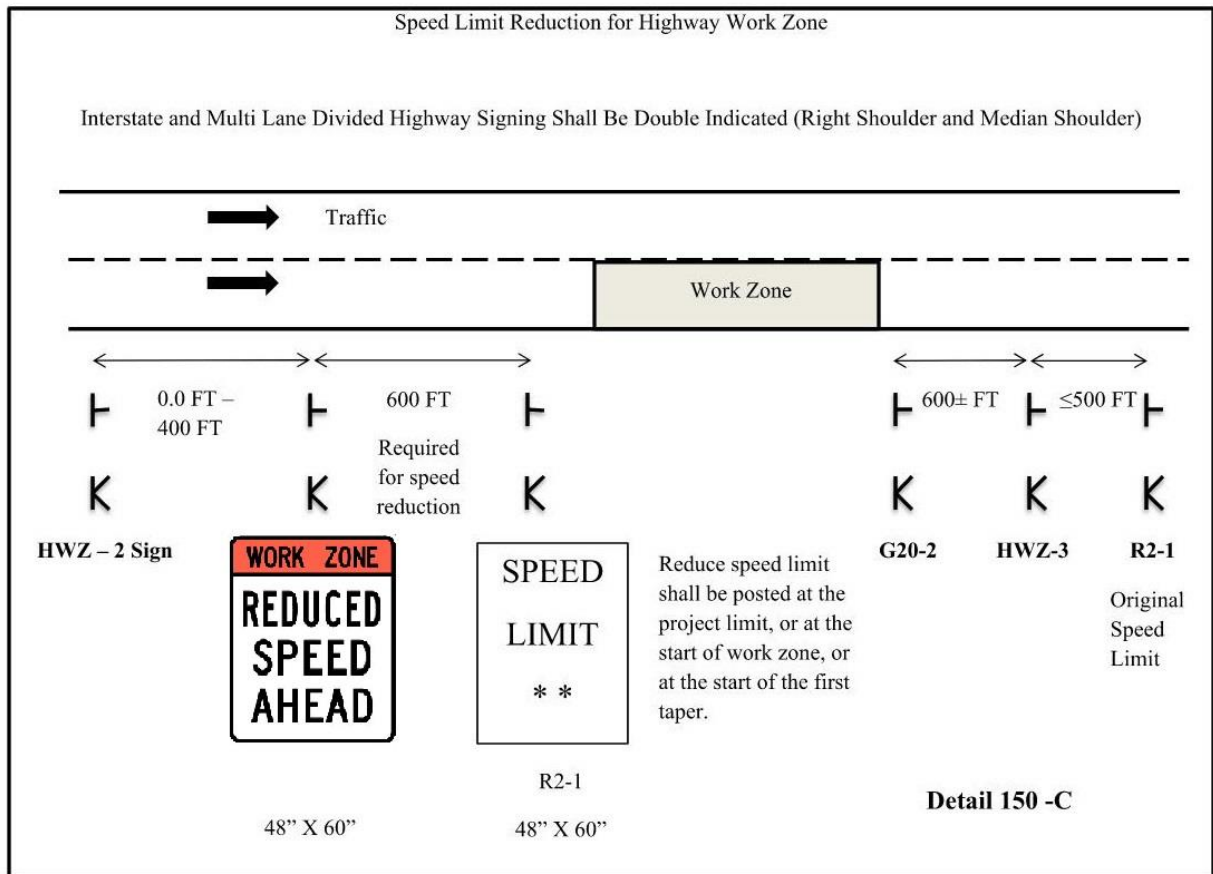 Speed Limit Reduction for Highway Work Zone
Interstate and Multi Lane Divided Highway Signing Shall Be Double Indicated (Right Shoulder and Median Shoulder)
Traffic
Work Zone
0.0 FT –
400 FT
600 FT
Required
for speed
reduction
600± FT
≤500 FT
HWZ – 2 Sign
WORK ZONE
REDUCED
SPEED
AHEAD
48” X 60”
SPEED
LIMIT
* *
R2-1
48” X 60”
Reduce speed limit
shall be posted at the
project limit, or at the
start of work zone, or
at the start of the first
taper.
G20-2
HWZ-3
R2-1
Original
Speed
Limit
Detail 150 -C